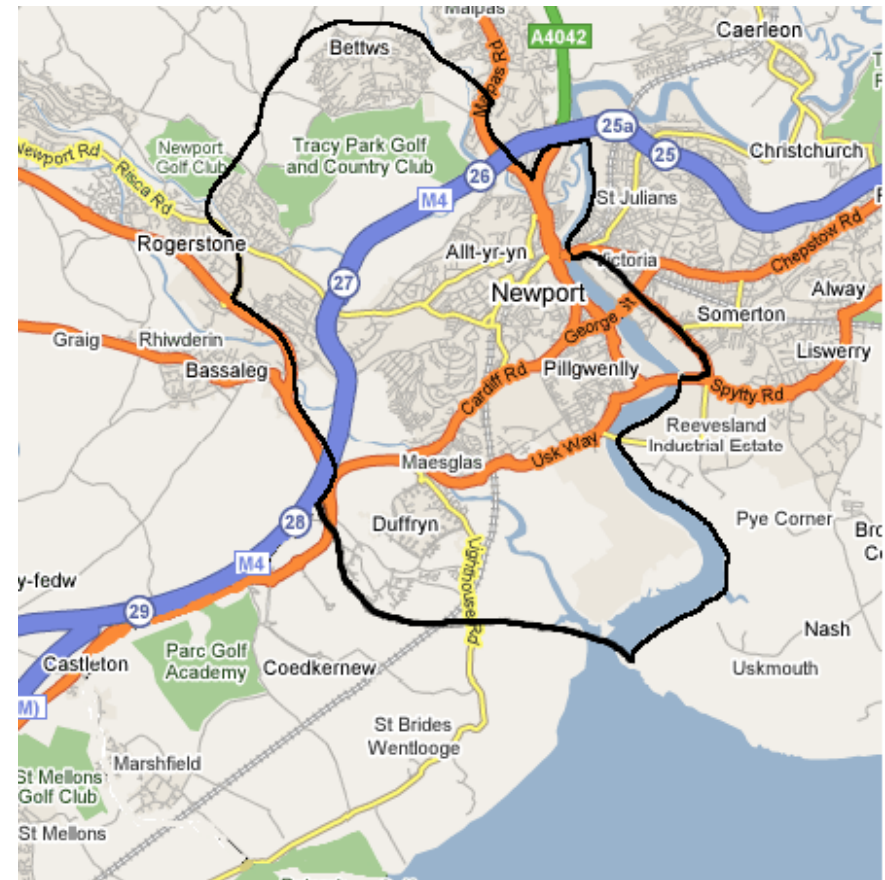 Malpas
Bettws
A4042
Caerleon
Malpas Rd
25a
Newport
Golf Club
Tracy Park Golf
and Country Club
25
Christchurch
Newport Rd
Risca Rd
26
M4
St Julians
Rogerstone
Allt-yr-yn
Victoria
Chepstow Rd
27
Newport
Alway
George St
Somerton
Graig
Rhiwderin
Liswerry
Bassaleg
Cardiff Rd
Pillgwenlly
Spytty Rd
Reevesland
Industrial Estate
Usk Way
Maesglas
28
Duffryn
Pye Corner
M4
Lighthouse Rd
y-fedw
29
Nash
Castleton
Parc Golf
Academy
Coedkernew
Uskmouth
M)
St Brides
Wentlooge
Marshfield
St Mellons
Golf Club
St Mellons